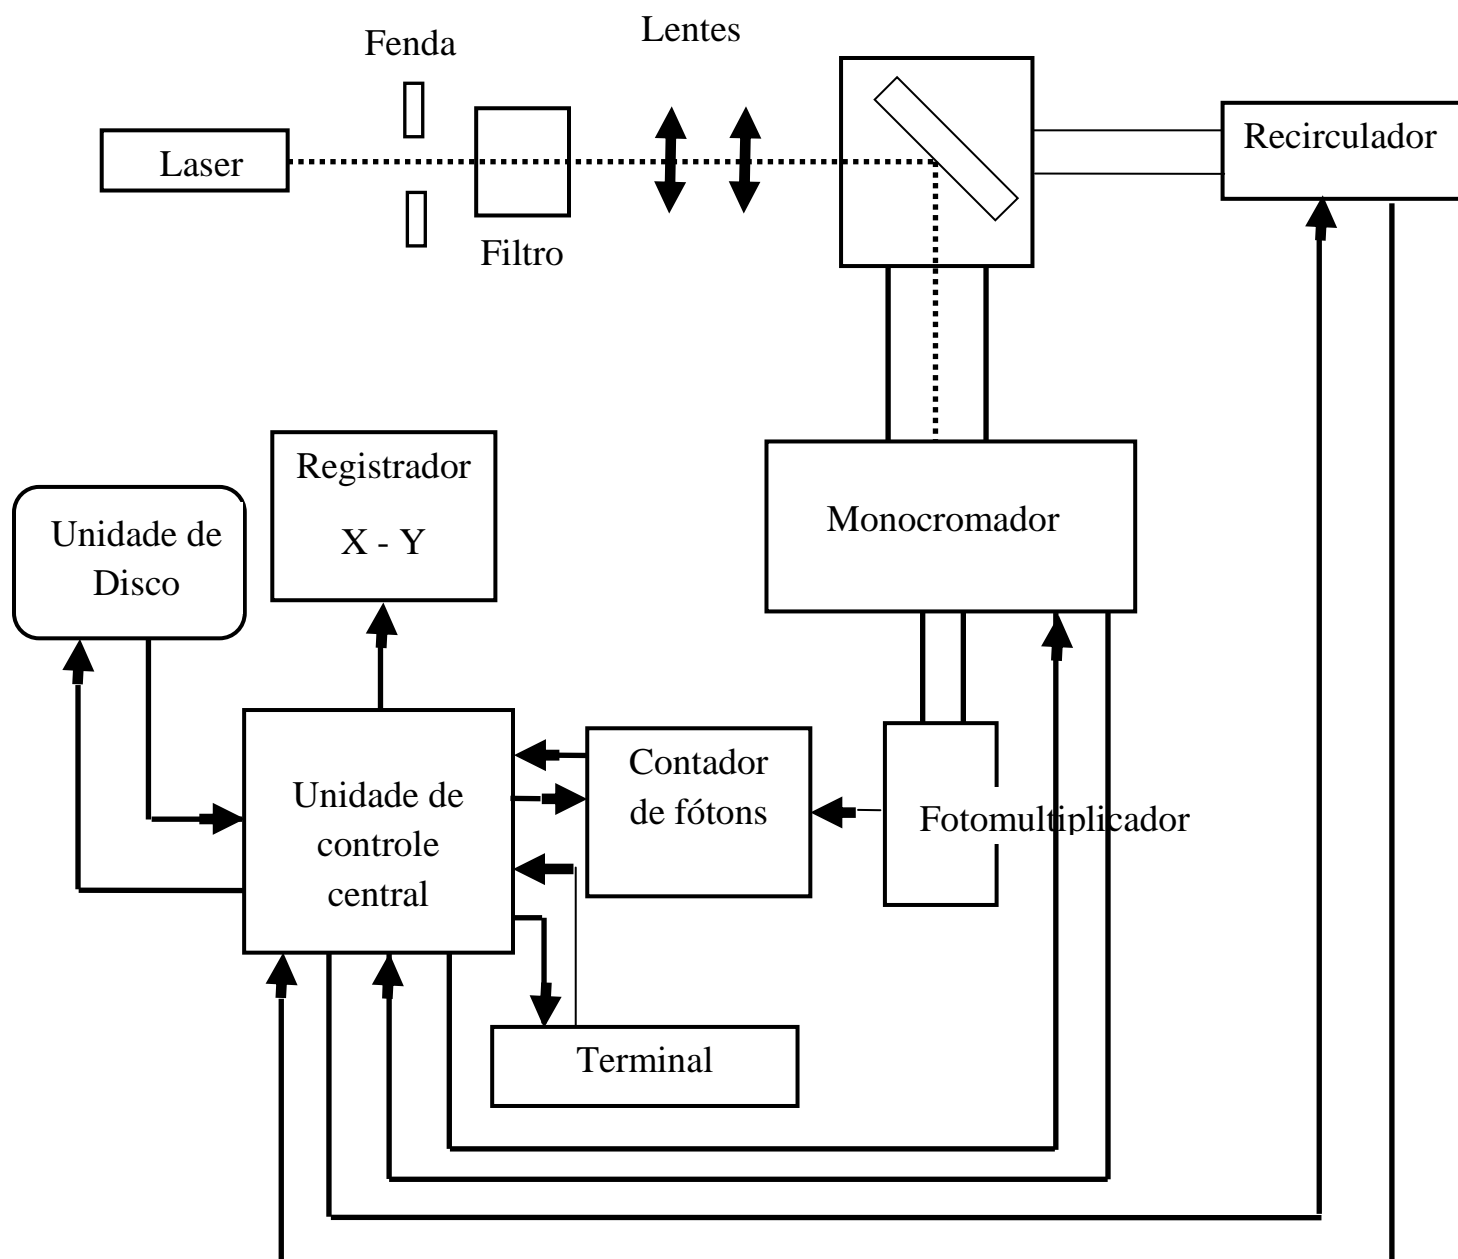 Fenda
Lentes
Laser
Filtro
Recirculador
Registrador
X - Y
Unidade de
Disco
Monocromador
Unidade de
controle
central
Contador
de fótons
Fotomultiplicador
Terminal